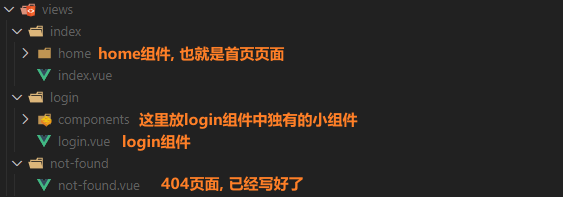 views
index
home home组件, 也就是首页页面
index.vue
login
components 这里放login组件中独有的小组件
login.vue login组件
not-found
not-found.vue 404页面, 已经写好了